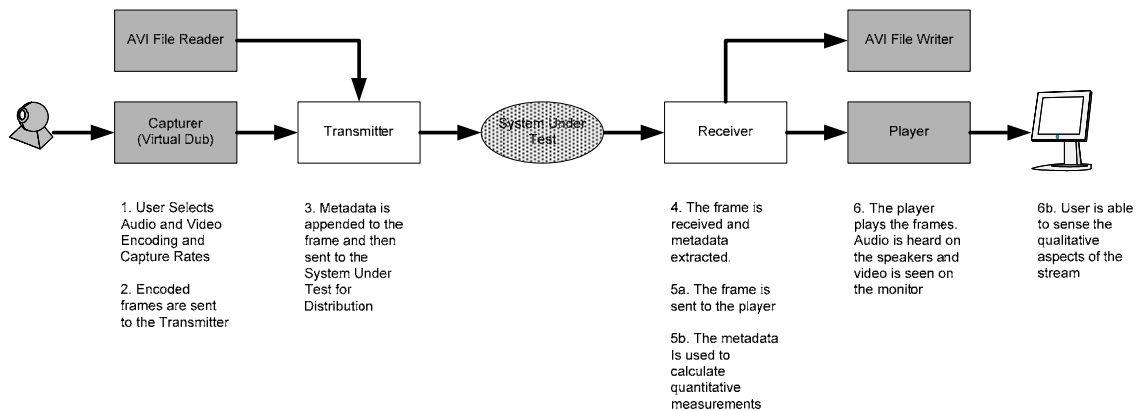 AVI File Reader
AVI File Writer
Capturer
(Virtual Dub)
Transmitter
System Under
Test
Receiver
Player
1. User Selects
Audio and Video
Encoding and
Capture Rates
2. Encoded
frames are sent
to the Transmitter
3. Metadata is
appended to the
frame and then
sent to the
System Under
Test for
Distribution
4. The frame is
received and
metadata
extracted.
5a. The frame is
sent to the player
5b. The metadata
Is used to
calculate
quantitative
measurements
6. The player
plays the frames.
Audio is heard on
the speakers and
video is seen on
the monitor
6b. User is able
to sense the
qualitative
aspects of the
stream